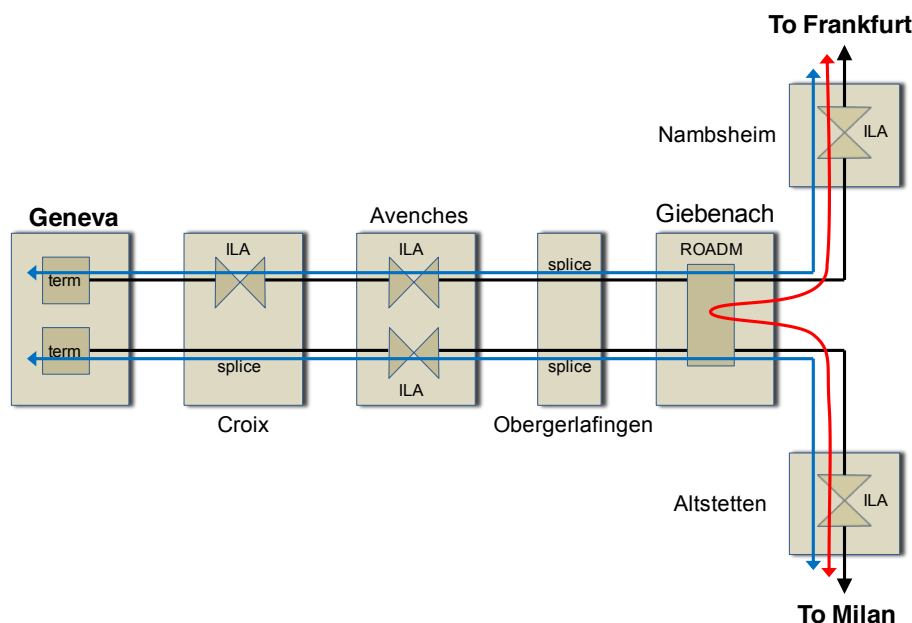 To Frankfurt
ILA
Nambsheim
Geneva
Avenches
Giebenach
ILA
ILA
ROADM
splice
term
term
splice
splice
ILA
Croix
Obergerlafingen
Altstetten
ILA
To Milan